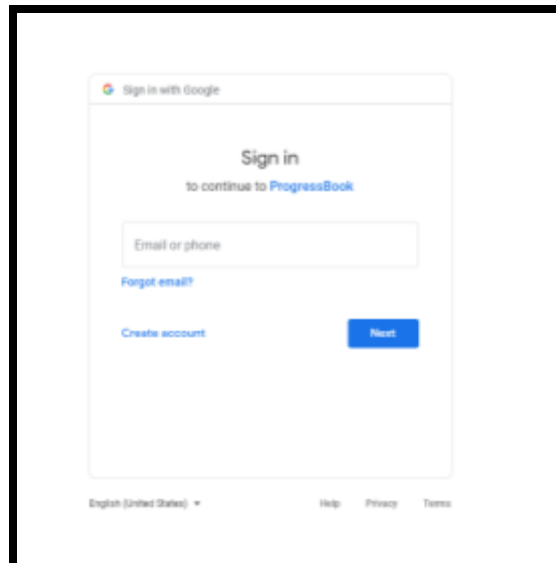 Sign in with Google
Sign in
to continue to ProgressBook
Email or phone
Forgot email?
Create account Next
English (United States) Help Privacy Terms